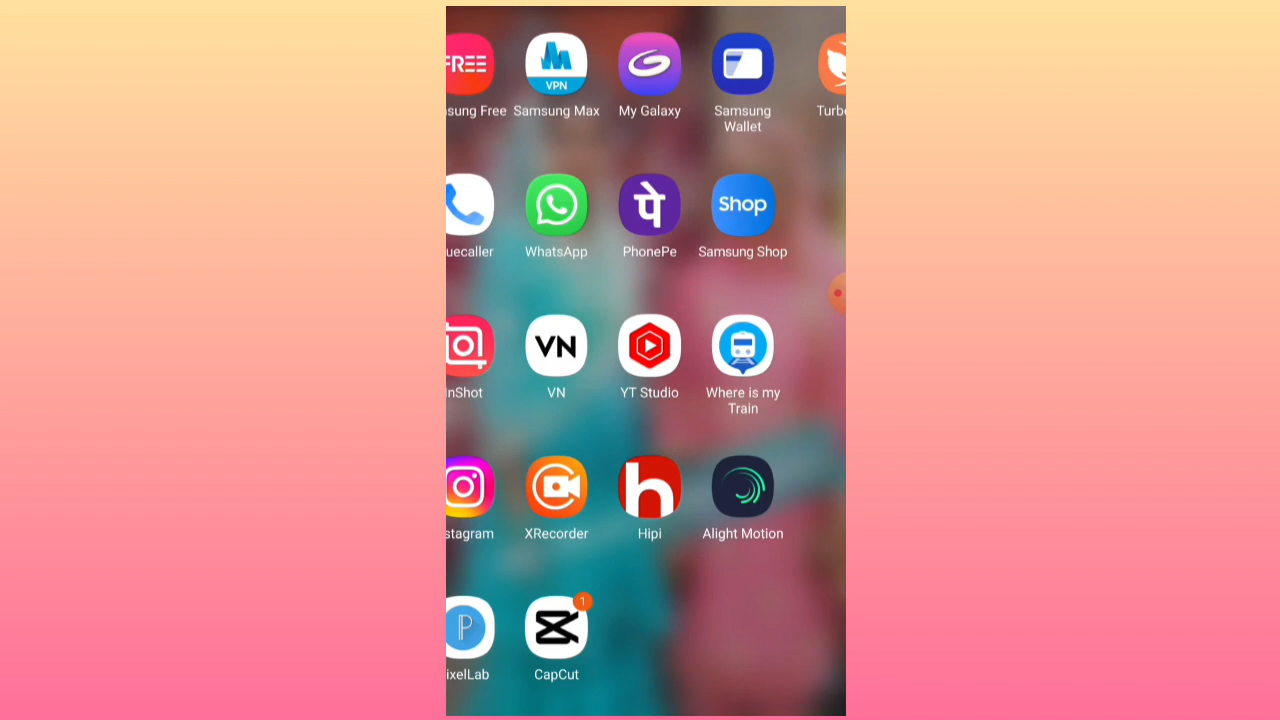 FREE
VPN
sung Free
Samsung Max
My Galaxy
Samsung
Wallet
Turb
पे
Shop
uecaller
WhatsApp
PhonePe
Samsung Shop
VN
nShot
VN
YT Studio
Where is my
Train
h
stagram
XRecorder
Hipi
Alight Motion
P
1
ixelLab
CapCut